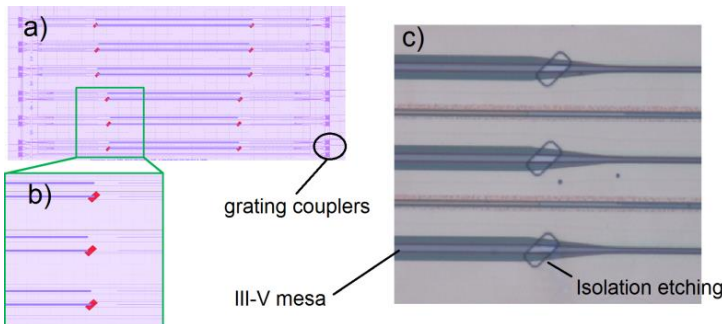 a)
c)
b)
grating couplers
III-V mesa
Isolation etching